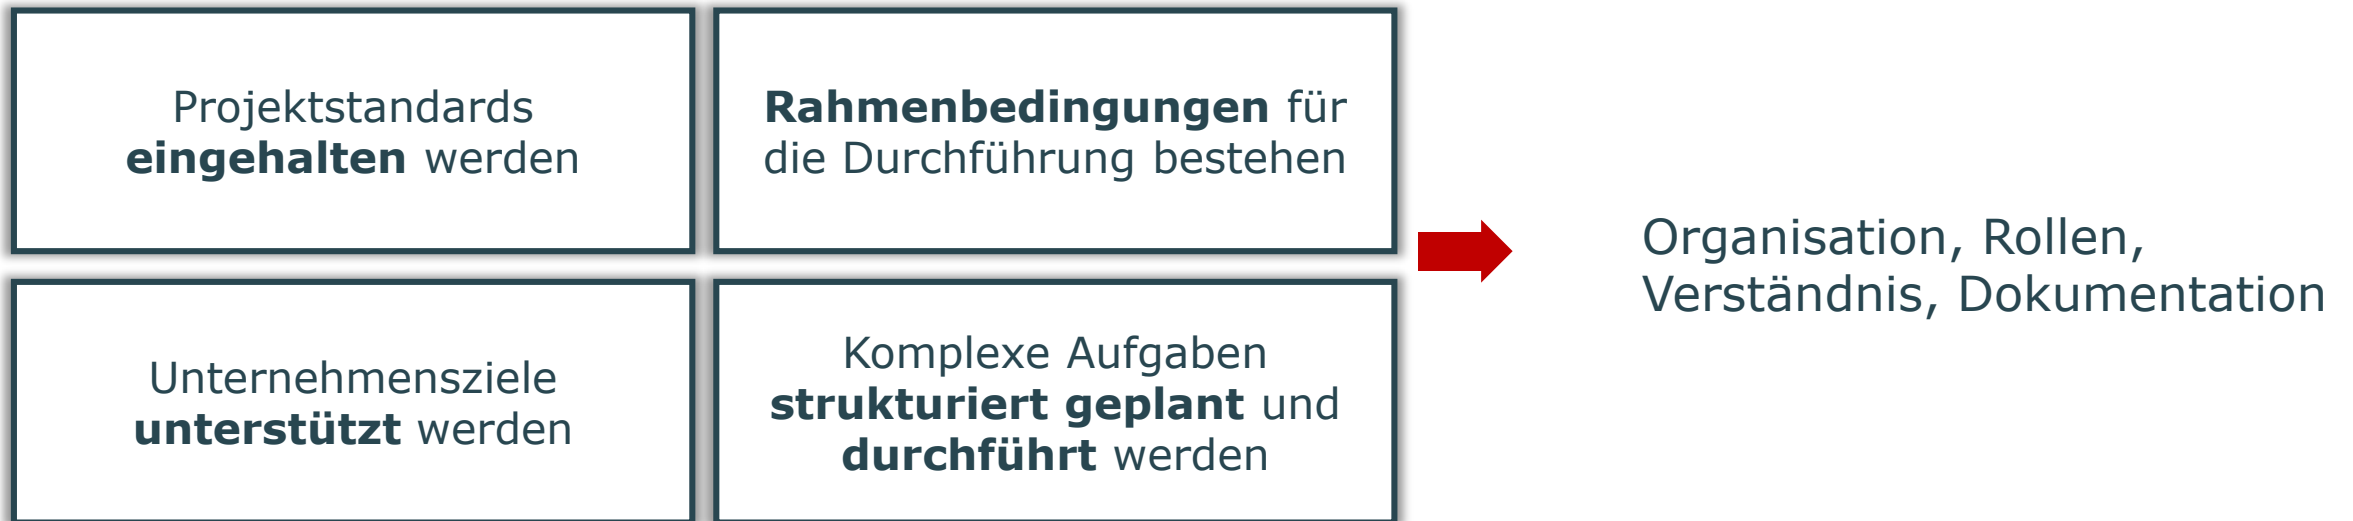 Projektstandards
eingehalten werden
Rahmenbedingungen für
die Durchführung bestehen
Unternehmensziele
unterstützt werden
Komplexe Aufgaben
strukturiert geplant und
durchführt werden
Organisation, Rollen,
Verständnis, Dokumentation